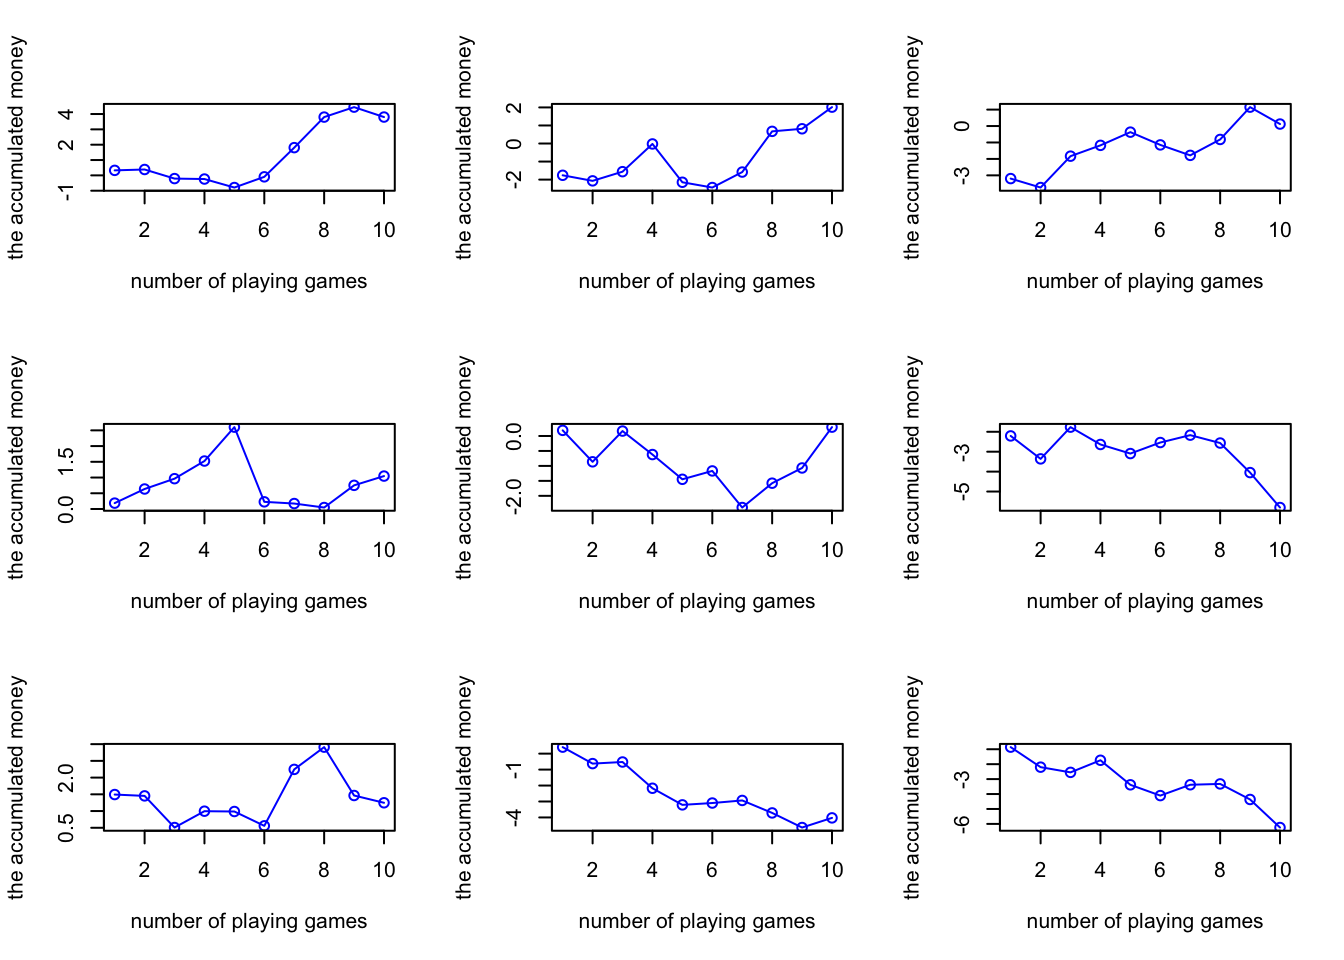 the accumulated money
4
2
-1
2 4 6 8 10
number of playing games
the accumulated money
2
0
-2
2 4 6 8 10
number of playing games
the accumulated money
0
-3
2 4 6 8 10
number of playing games
the accumulated money
1.5
0.0
2 4 6 8 10
number of playing games
the accumulated money
0.0
-2.0
2 4 6 8 10
number of playing games
the accumulated money
-3
-5
2 4 6 8 10
number of playing games
the accumulated money
2.0
0.5
2 4 6 8 10
number of playing games
the accumulated money
-1
-4
2 4 6 8 10
number of playing games
the accumulated money
-3
-6
2 4 6 8 10
number of playing games